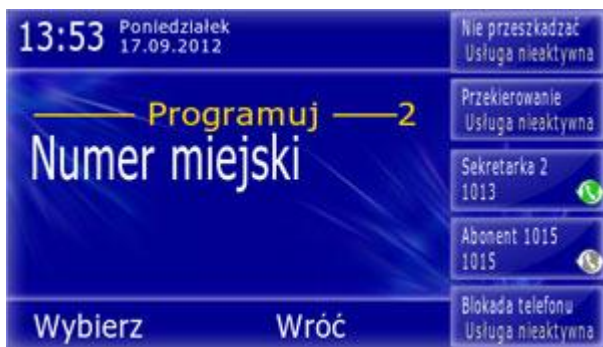 13:53 Poniedziałek
17.09.2012
Programuj 2
Numer miejski
Wybierz Wróć
Nie przeszkadzać
Usługa nieaktywna
Przekierowanie
Usługa nieaktywna
Sekretarka 2
1013
Abonent 1015
1015
Blokada telefonu
Usługa nieaktywna